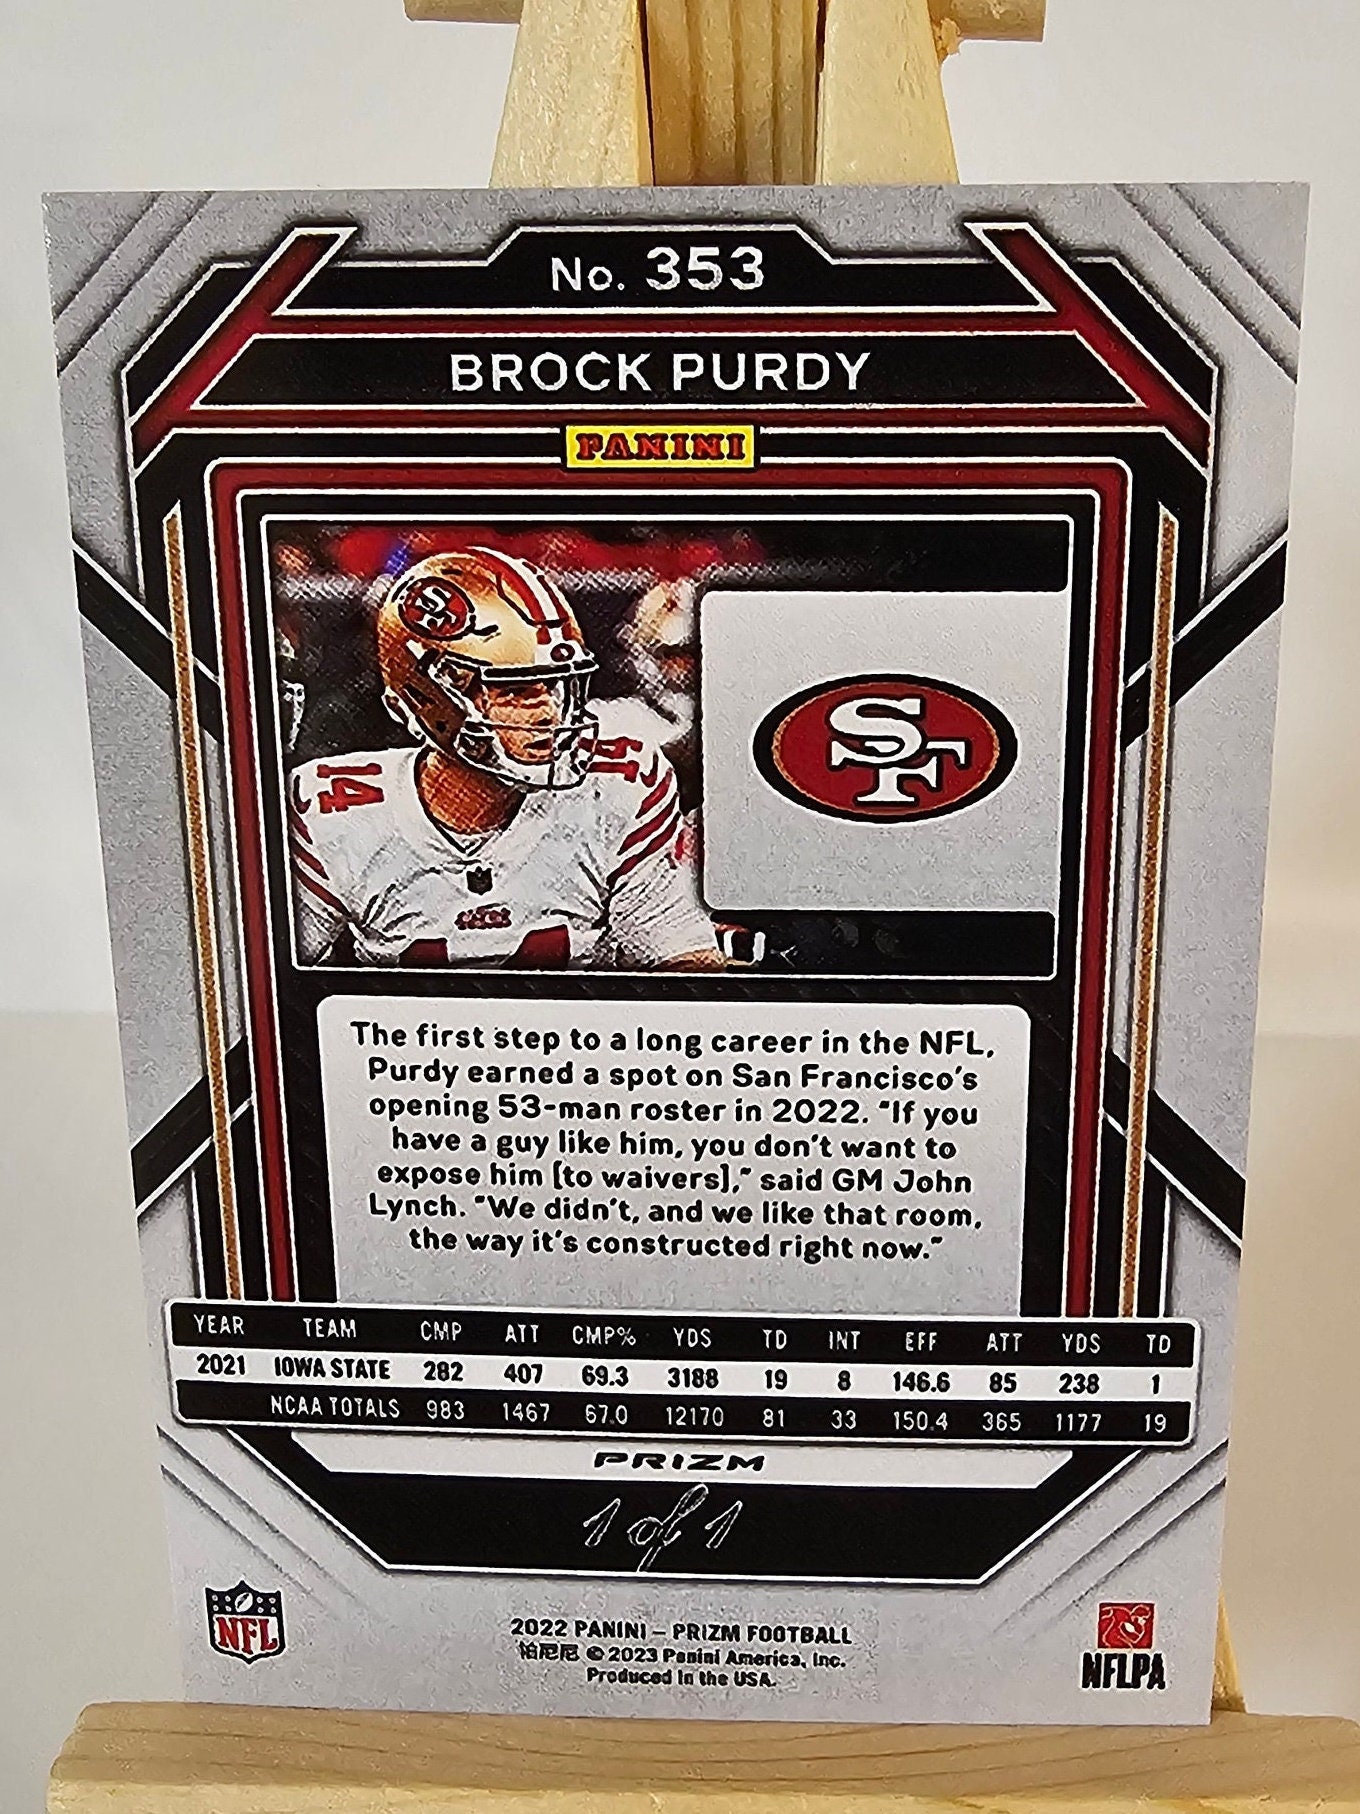 No. 353
BROCK PURDY
PANINI
SF
14
SF
The first step to a long career in the NFL,
Purdy earned a spot on San Francisco's
opening 53-man roster in 2022. "If you
have a guy like him, you don't want to
expose him [to waivers]," said GM John
Lynch. "We didn't, and we like that room,
the way it's constructed right now."
YEAR TEAM CMP ATT CMP% YDS TD INT EFF ATT YDS TD
2021 IOWA STATE 282 407 69.3 3188 19 8 146.6 85 238 1
NCAA TOTALS 983 1467 67.0 12170 81 33 150.4 365 1177 19
PRIZM
1 of 1
NFL
2022 PANINI – PRIZM FOOTBALL
帕尼尼 © 2023 Panini America, Inc.
Produced in the USA.
NFLPA